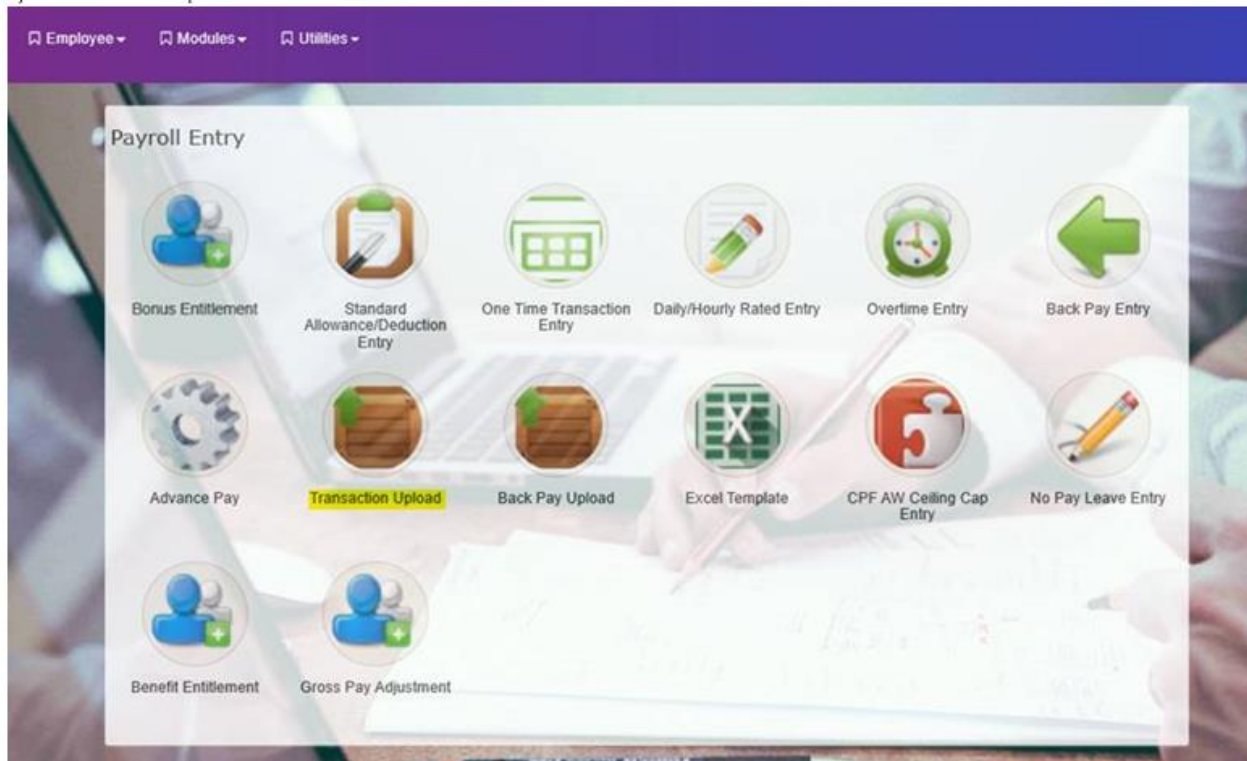 Employee
Modules
Utilities
Payroll Entry
Bonus Entitlement
Standard
Allowance/Deduction
Entry
One Time Transaction
Entry
Daily/Hourly Rated Entry
Overtime Entry
Back Pay Entry
Advance Pay
Transaction Upload
Back Pay Upload
Excel Template
CPF AW Ceiling Cap
Entry
No Pay Leave Entry
Benefit Entitlement
Gross Pay Adjustment